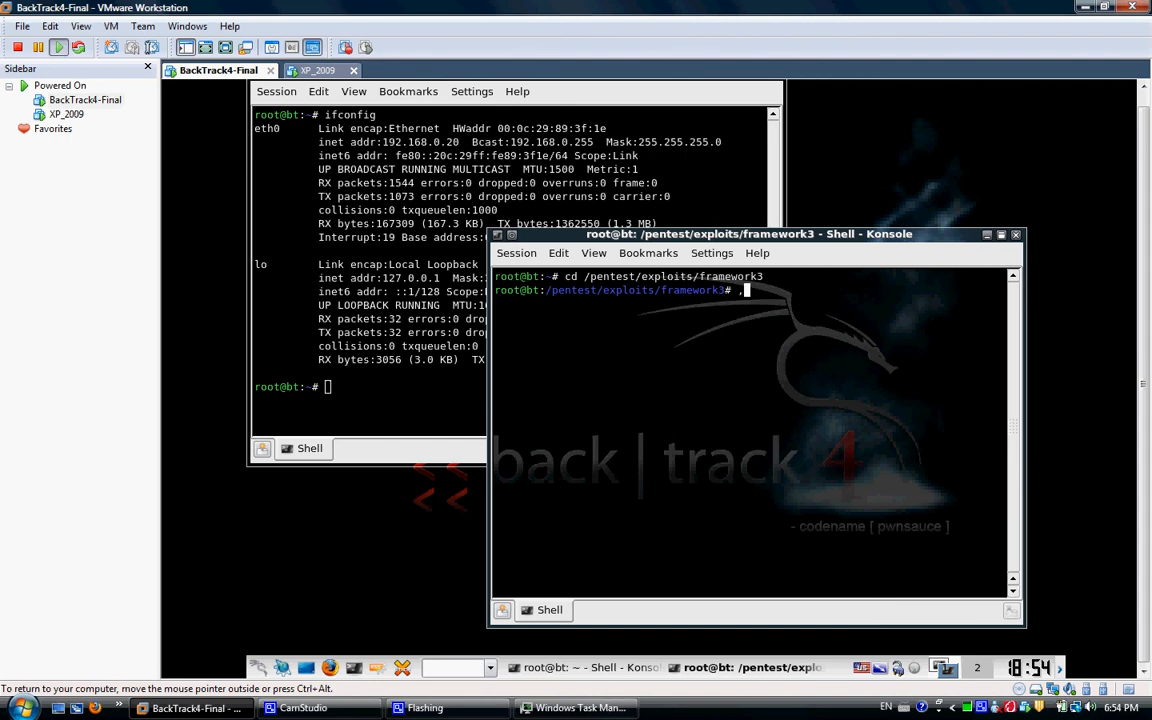 BackTrack4-Final - VMware Workstation
File Edit View VM Team Windows Help
Sidebar
Powered On
BackTrack4-Final
XP_2009
Favorites
BackTrack4-Final XP_2009
Session Edit View Bookmarks Settings Help
root@bt:~# ifconfig
eth0 Link encap:Ethernet HWaddr 00:0c:29:89:3f:1e
inet addr:192.168.0.20 Bcast:192.168.0.255 Mask:255.255.255.0
inet6 addr: fe80::20c:29ff:fe89:3f1e/64 Scope:Link
UP BROADCAST RUNNING MULTICAST MTU:1500 Metric:1
RX packets:1544 errors:0 dropped:0 overruns:0 frame:0
TX packets:1073 errors:0 dropped:0 overruns:0 carrier:0
collisions:0 txqueuelen:1000
RX bytes:167309 (167.3 KB) TX bytes:1362550 (1.3 MB)
Interrupt:19 Base address:
lo Link encap:Local Loopback
inet addr:127.0.0.1 Mask:
inet6 addr: ::1/128 Scope:
UP LOOPBACK RUNNING MTU:1
RX packets:32 errors:0 drop
TX packets:32 errors:0 drop
collisions:0 txqueuelen:0
RX bytes:3056 (3.0 KB) TX
root@bt:~#
Shell
root@bt: /pentest/exploits/framework3 - Shell - Konsole
Session Edit View Bookmarks Settings Help
root@bt:~# cd /pentest/exploits/framework3
root@bt:/pentest/exploits/framework3# ,
<< back | track 4
<<
- codename [ pwnsauce ]
Shell
root@bt: ~ - Shell - Konso root@bt: /pentest/explo 2 18:54
To return to your computer, move the mouse pointer outside or press Ctrl+Alt.
BackTrack4-Final - ... CamStudio Flashing Windows Task Man... EN 6:54 PM